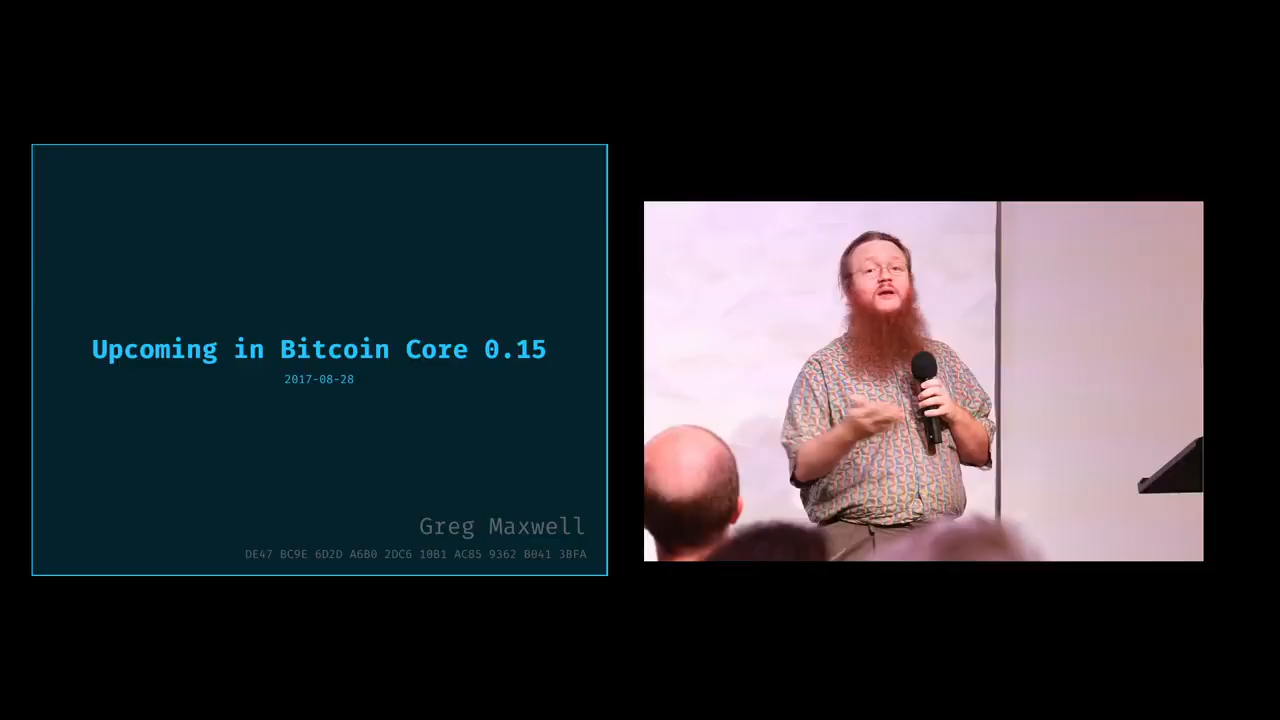 Upcoming in Bitcoin Core 0.15
2017-08-28
Greg Maxwell
DE47 BC9E 6D2D A6B0 2DC6 10B1 AC85 9362 B041 3BFA